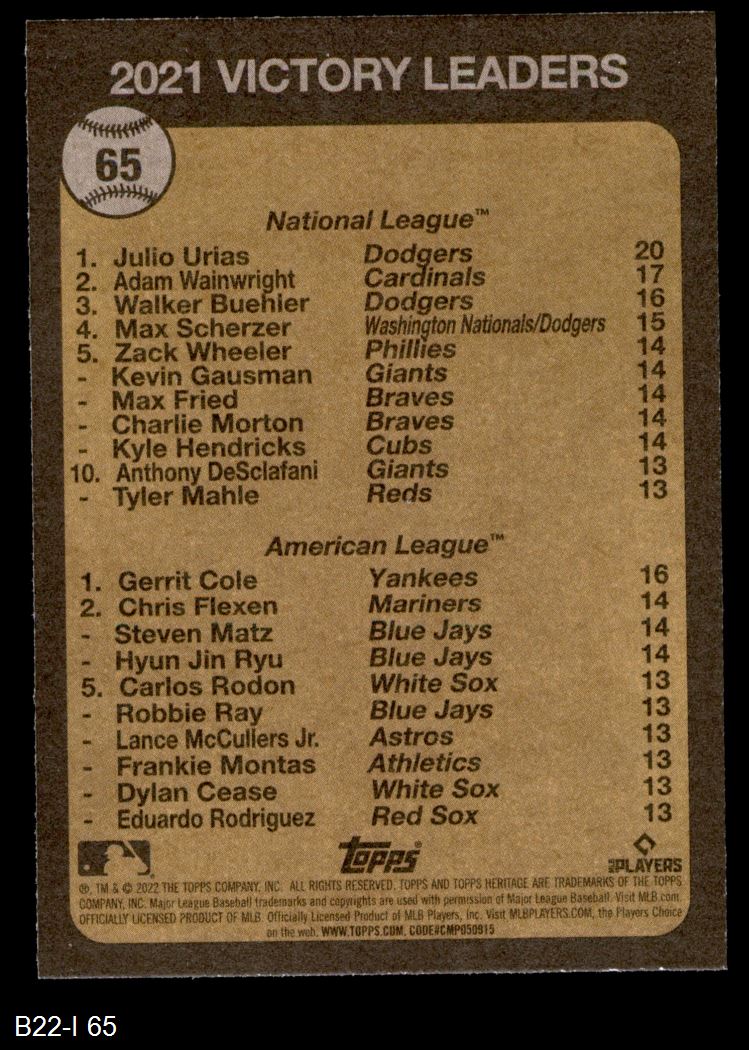 2021 VICTORY LEADERS
65
National League™
1. Julio Urias Dodgers 20
2. Adam Wainwright Cardinals 17
3. Walker Buehler Dodgers 16
4. Max Scherzer Washington Nationals/Dodgers 15
5. Zack Wheeler Phillies 14
- Kevin Gausman Giants 14
- Max Fried Braves 14
- Charlie Morton Braves 14
- Kyle Hendricks Cubs 14
10. Anthony DeSclafani Giants 13
- Tyler Mahle Reds 13
American League™
1. Gerrit Cole Yankees 16
2. Chris Flexen Mariners 14
- Steven Matz Blue Jays 14
- Hyun Jin Ryu Blue Jays 14
5. Carlos Rodon White Sox 13
- Robbie Ray Blue Jays 13
- Lance McCullers Jr. Astros 13
- Frankie Montas Athletics 13
- Dylan Cease White Sox 13
- Eduardo Rodriguez Red Sox 13
topps PLAYERS
®, TM & © 2022 THE TOPPS COMPANY, INC. ALL RIGHTS RESERVED. TOPPS AND TOPPS HERITAGE ARE TRADEMARKS OF THE TOPPS
COMPANY, INC. Major League Baseball trademarks and copyrights are used with permission of Major League Baseball. Visit MLB.com.
OFFICIALLY LICENSED PRODUCT OF MLB Officially Licensed Product of MLB Players, Inc. Visit MLBPLAYERS.COM, the Players Choice
on the web. WWW.TOPPS.COM. CODE#CMP050915
B22-I 65